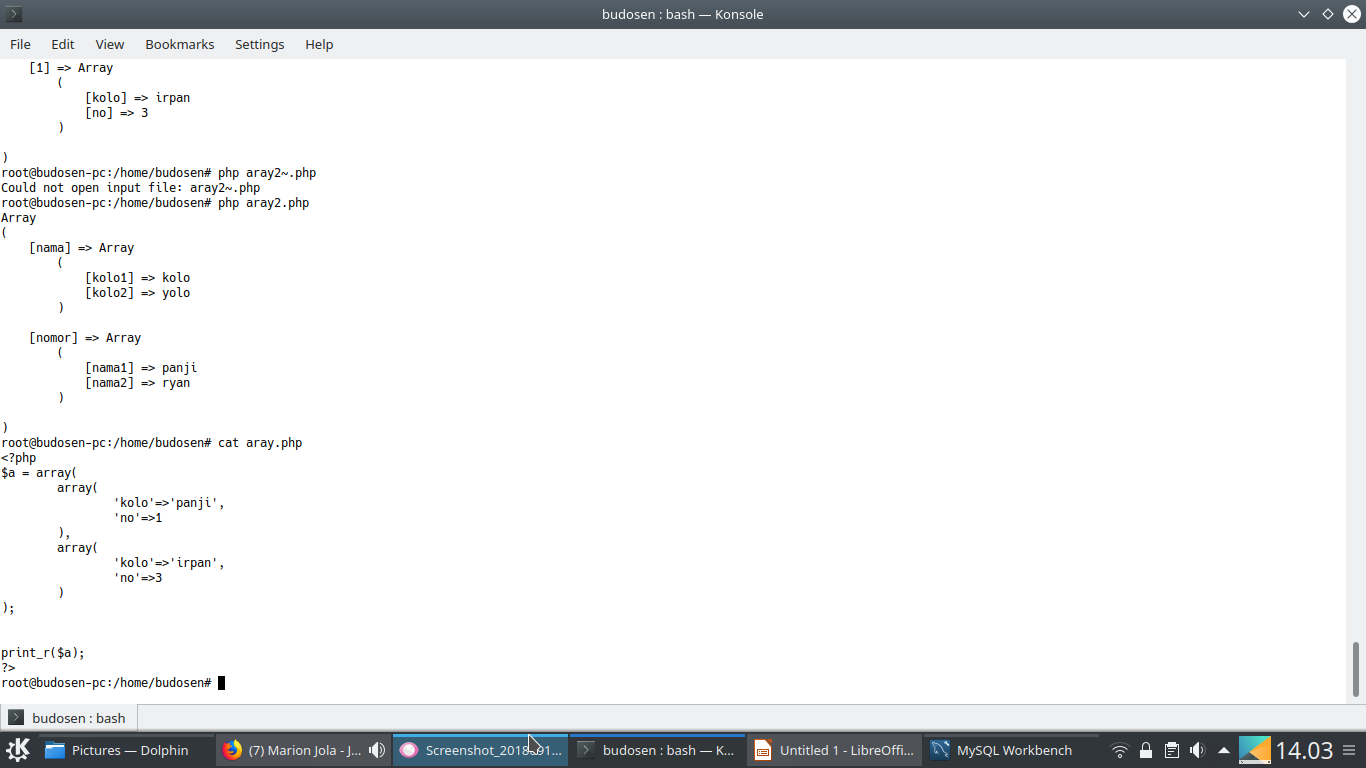 budosen : bash — Konsole
File Edit View Bookmarks Settings Help
    [1] => Array
        (
            [kolo] => irpan
            [no] => 3
        )

)
root@budosen-pc:/home/budosen# php aray2~.php
Could not open input file: aray2~.php
root@budosen-pc:/home/budosen# php aray2.php
Array
(
    [nama] => Array
        (
            [kolo1] => kolo
            [kolo2] => yolo
        )

    [nomor] => Array
        (
            [nama1] => panji
            [nama2] => ryan
        )

)
root@budosen-pc:/home/budosen# cat aray.php
<?php
$a = array(
        array(
                'kolo'=>'panji',
                'no'=>1
        ),
        array(
                'kolo'=>'irpan',
                'no'=>3
        )
);


print_r($a);
?>
root@budosen-pc:/home/budosen#
budosen : bash
Pictures — Dolphin (7) Marion Jola - J... Screenshot_2018 91... budosen : bash — K... Untitled 1 - LibreOffi... MySQL Workbench 14.03